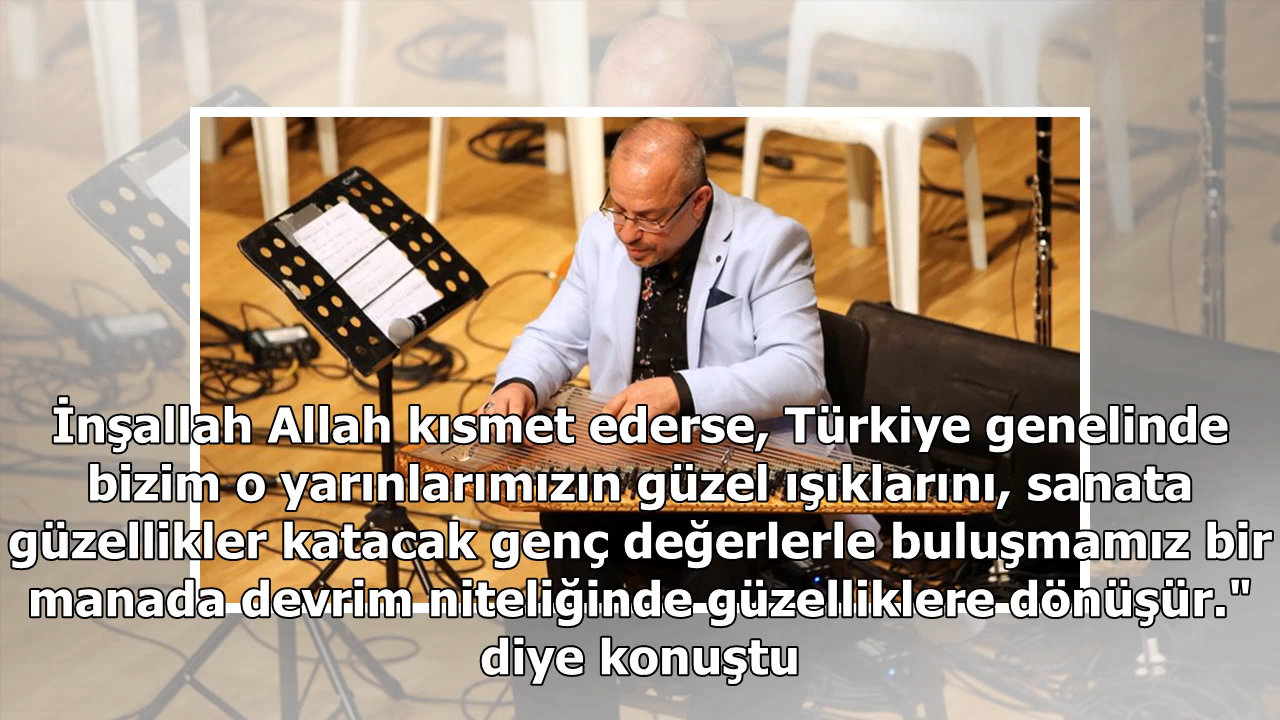 İnşallah Allah kısmet ederse, Türkiye genelinde
bizim o yarınlarımızın güzel ışıklarını, sanata
güzellikler katacak genç değerlerle buluşmamız bir
manada devrim niteliğinde güzelliklere dönüşür."
diye konuştu